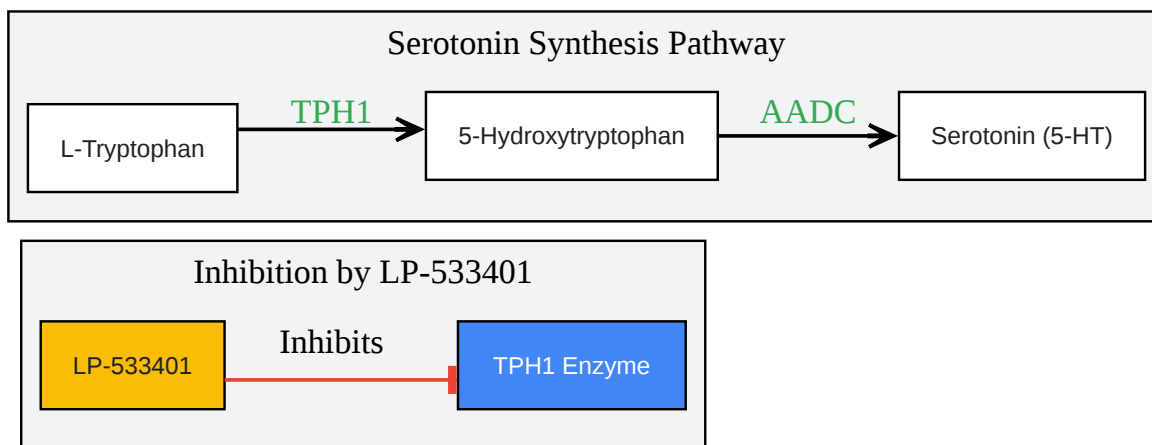 Serotonin Synthesis Pathway
TPH1
AADC
L-Tryptophan
5-Hydroxytryptophan
Serotonin (5-HT)
Inhibition by LP-533401
Inhibits
LP-533401
TPH1 Enzyme